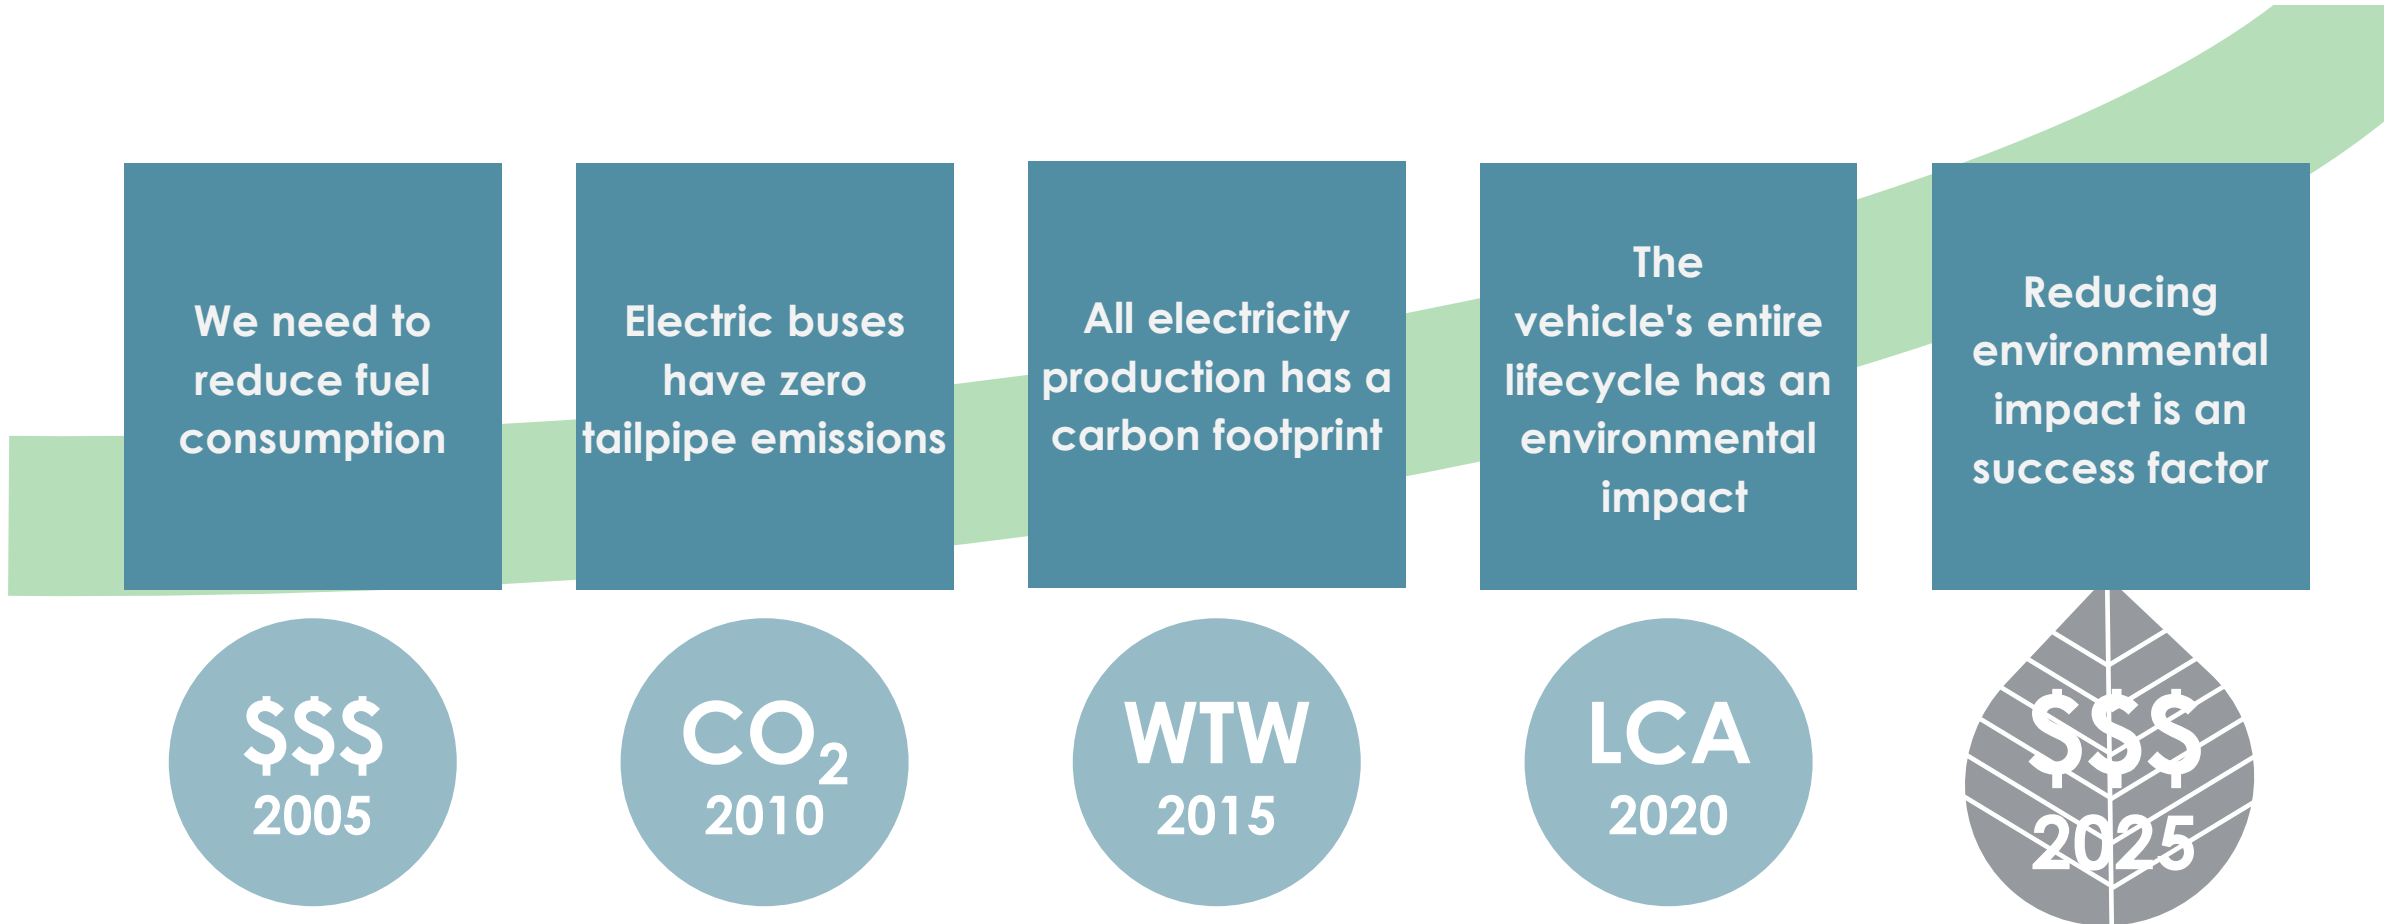 We need to
reduce fuel
consumption
$$$
2005
Electric buses
have zero
tailpipe emissions
CO₂
2010
All electricity
production has a
carbon footprint
WTW
2015
The
vehicle's entire
lifecycle has an
environmental
impact
LCA
2020
Reducing
environmental
impact is an
success factor
$$$
2025